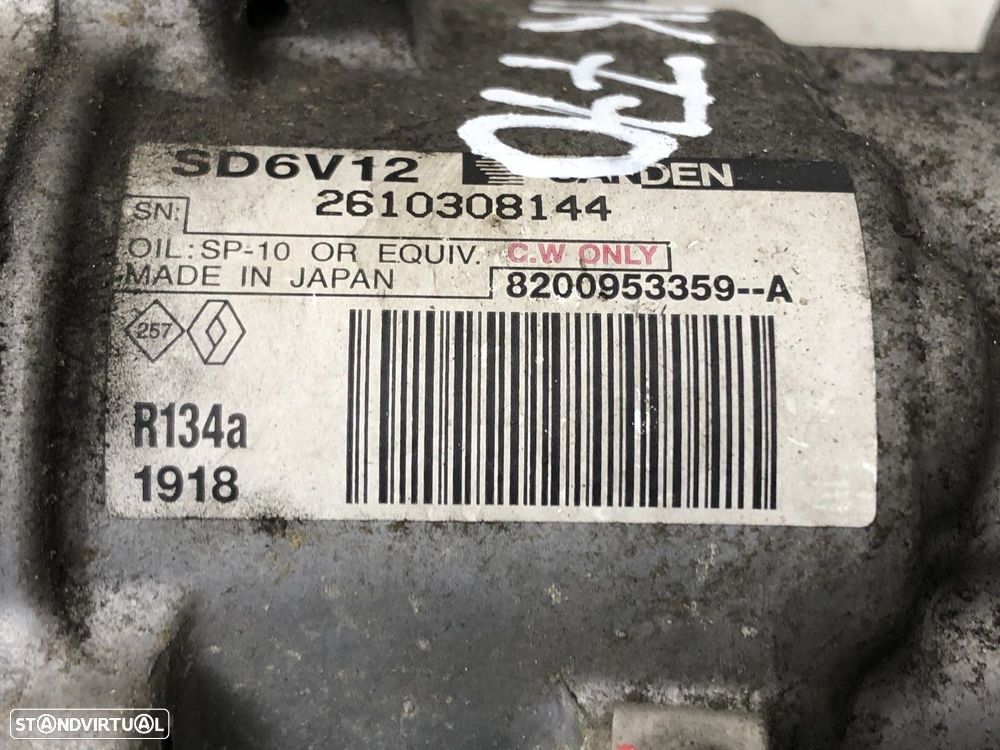 SD6V12 SANDEN
SN: 2610308144
OIL: SP-10 OR EQUIV. C.W ONLY
MADE IN JAPAN 8200953359--A
257
R134a
1918
STANDVIRTUAL